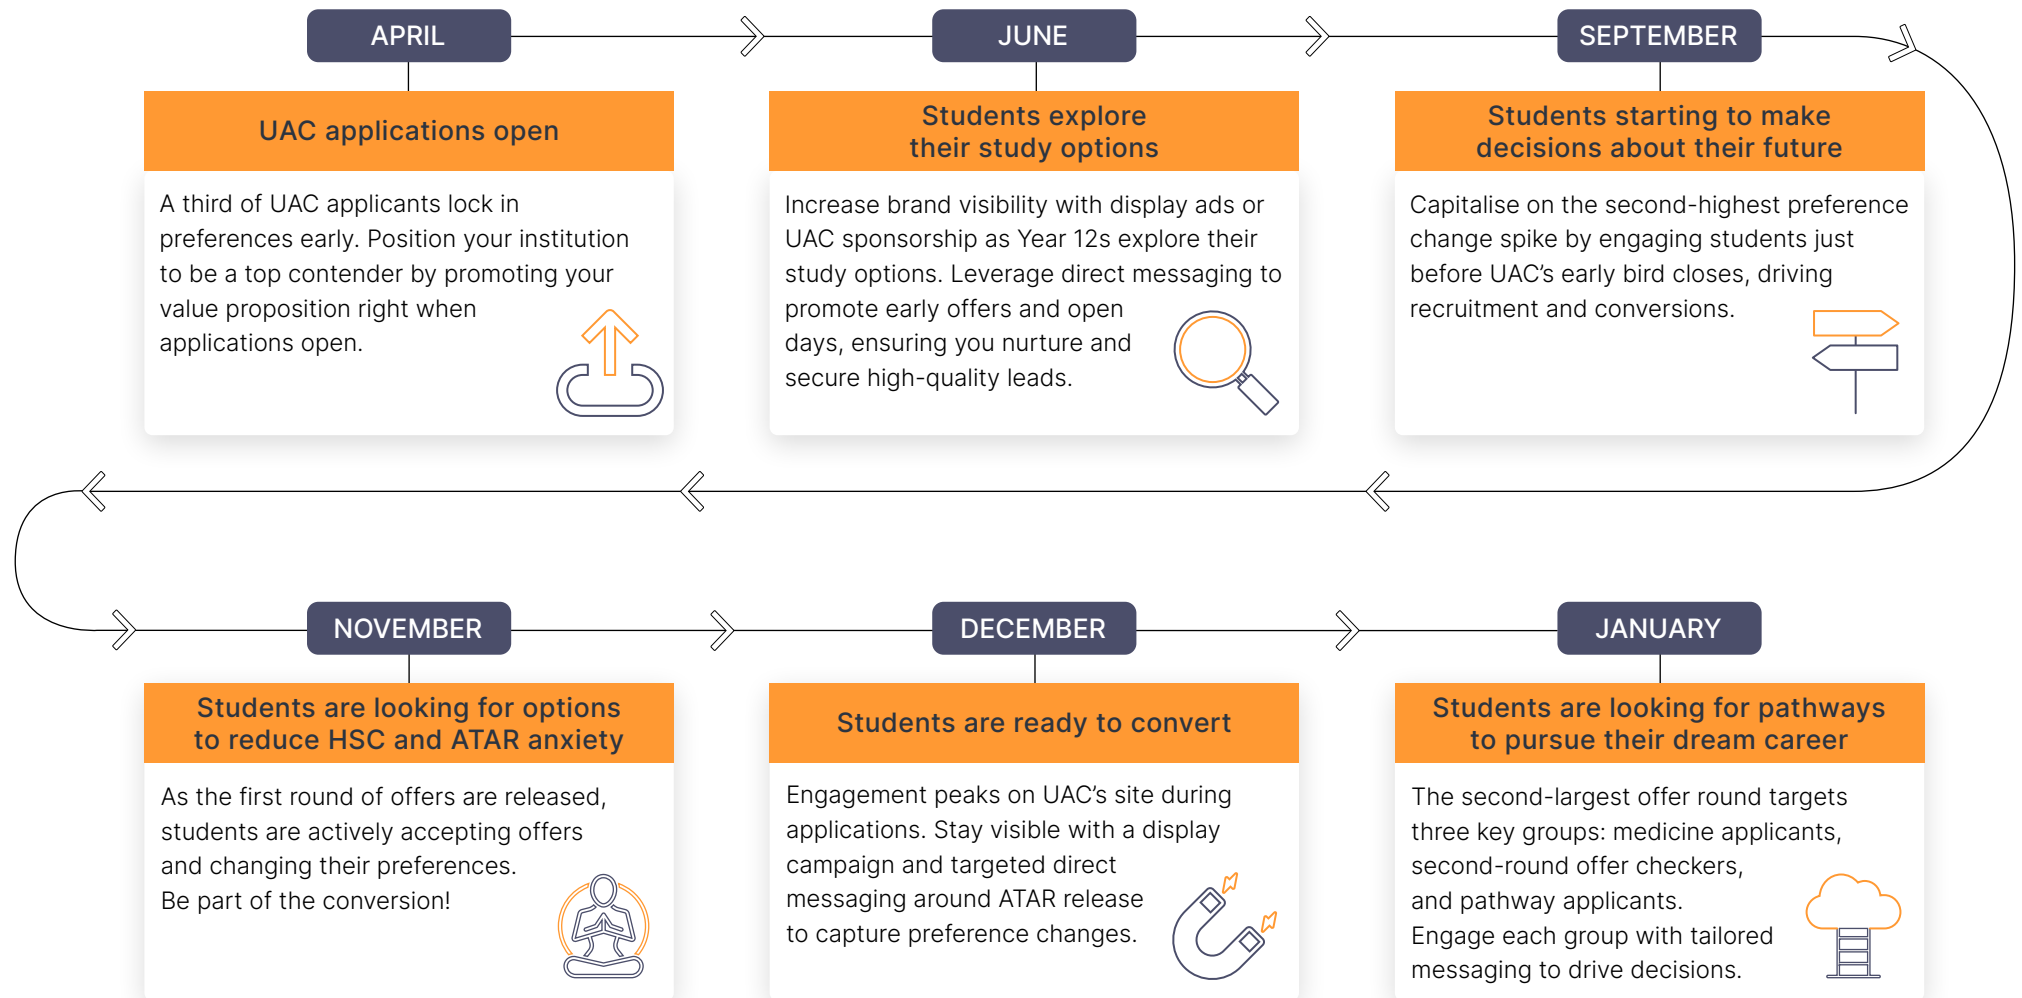 APRIL
UAC applications open
A third of UAC applicants lock in
preferences early. Position your institution
to be a top contender by promoting your
value proposition right when
applications open.
JUNE
Students explore
their study options
Increase brand visibility with display ads or
UAC sponsorship as Year 12s explore their
study options. Leverage direct messaging to
promote early offers and open
days, ensuring you nurture and
secure high-quality leads.
SEPTEMBER
Students starting to make
decisions about their future
Capitalise on the second-highest preference
change spike by engaging students just
before UAC’s early bird closes, driving
recruitment and conversions.
NOVEMBER
Students are looking for options
to reduce HSC and ATAR anxiety
As the first round of offers are released,
students are actively accepting offers
and changing their preferences.
Be part of the conversion!
DECEMBER
Students are ready to convert
Engagement peaks on UAC’s site during
applications. Stay visible with a display
campaign and targeted direct
messaging around ATAR release
to capture preference changes.
JANUARY
Students are looking for pathways
to pursue their dream career
The second-largest offer round targets
three key groups: medicine applicants,
second-round offer checkers,
and pathway applicants.
Engage each group with tailored
messaging to drive decisions.